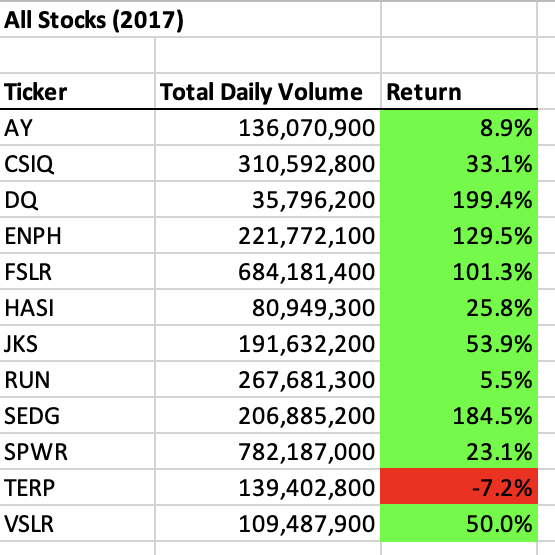 All Stocks (2017)
Ticker Total Daily Volume Return
AY 136,070,900 8.9%
CSIQ 310,592,800 33.1%
DQ 35,796,200 199.4%
ENPH 221,772,100 129.5%
FSLR 684,181,400 101.3%
HASI 80,949,300 25.8%
JKS 191,632,200 53.9%
RUN 267,681,300 5.5%
SEDG 206,885,200 184.5%
SPWR 782,187,000 23.1%
TERP 139,402,800 -7.2%
VSLR 109,487,900 50.0%